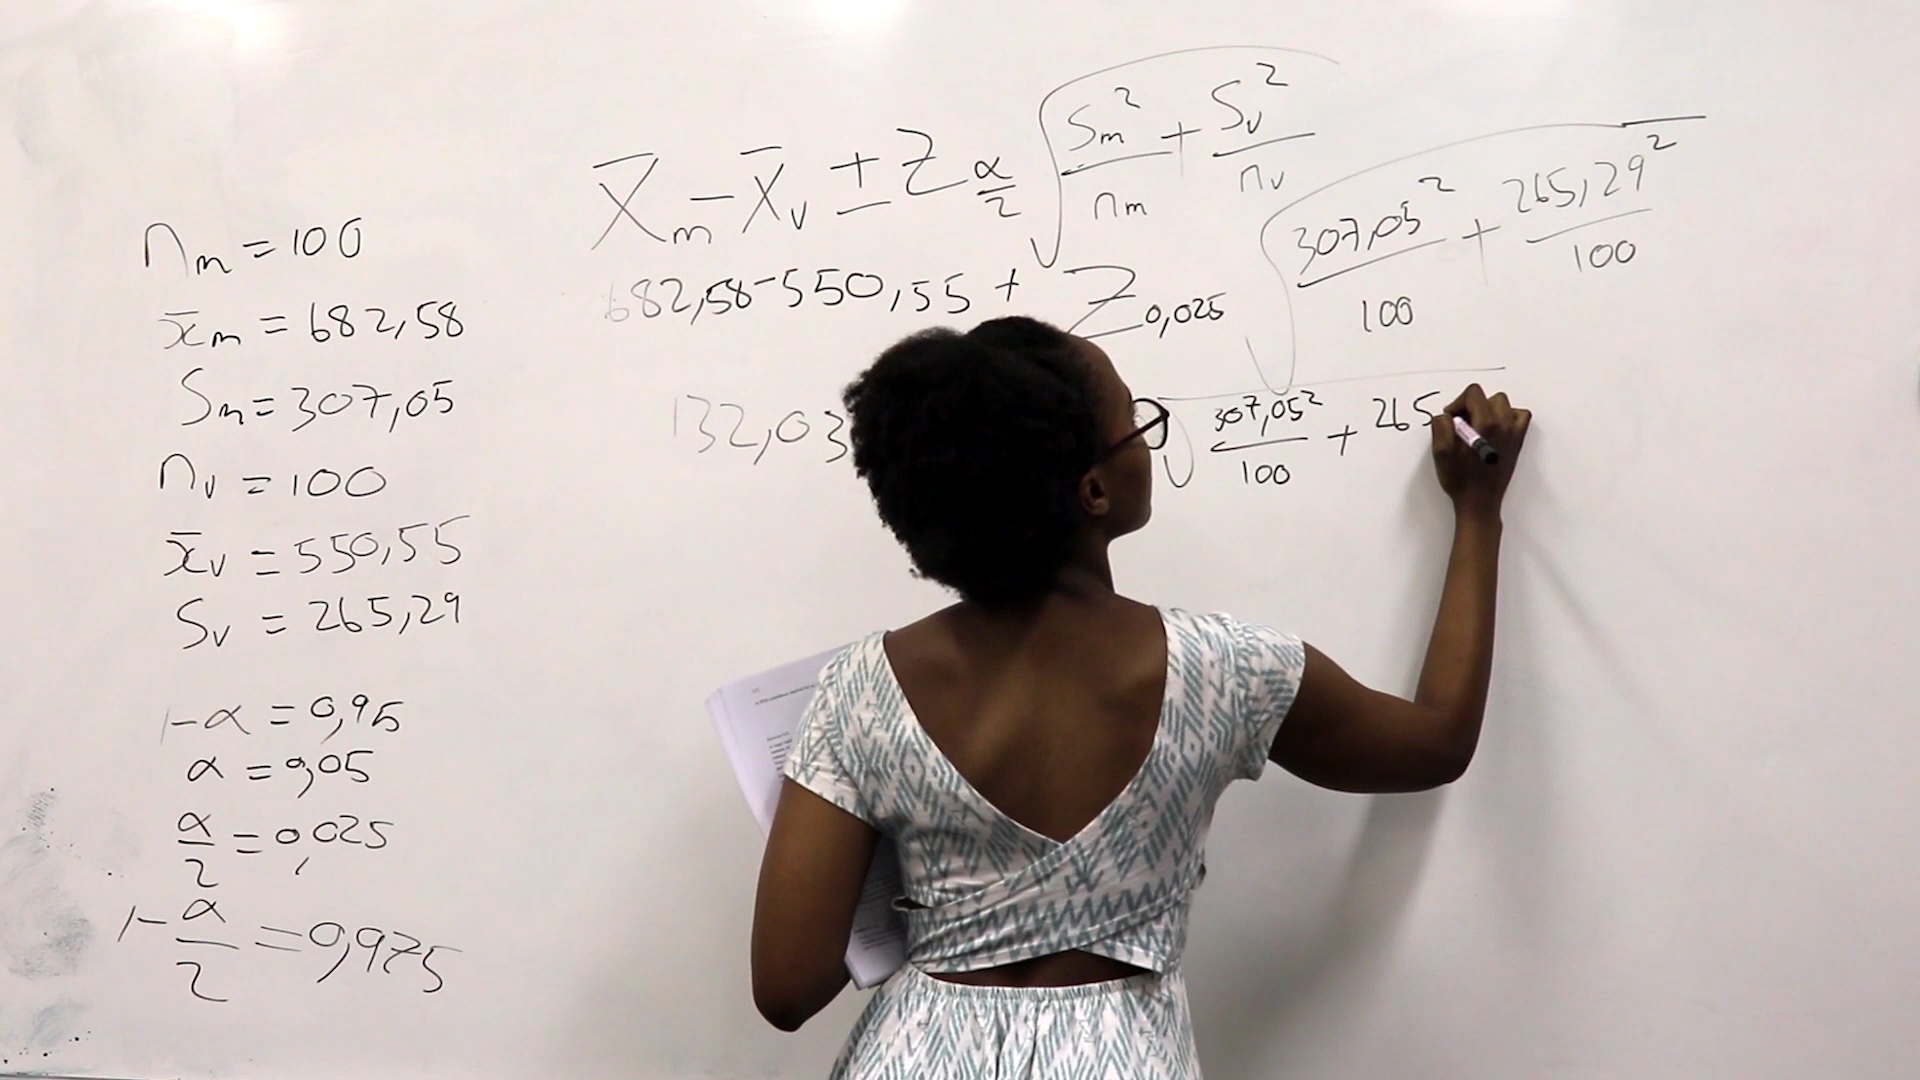 n_m = 100
x̄_m = 682,58
S_m = 307,05
n_v = 100
x̄_v = 550,55
S_v = 265,29
1-α = 0,95
α = 0,05
α/2 = 0,025
1-α/2 = 0,975
X̄_m - X̄_v ± Z_α/2 √(S_m²/n_m + S_v²/n_v)
682,58-550,55 + Z_0,025 √(307,05²/100 + 265,29²/100)
132,03 √(307,05²/100 + 265